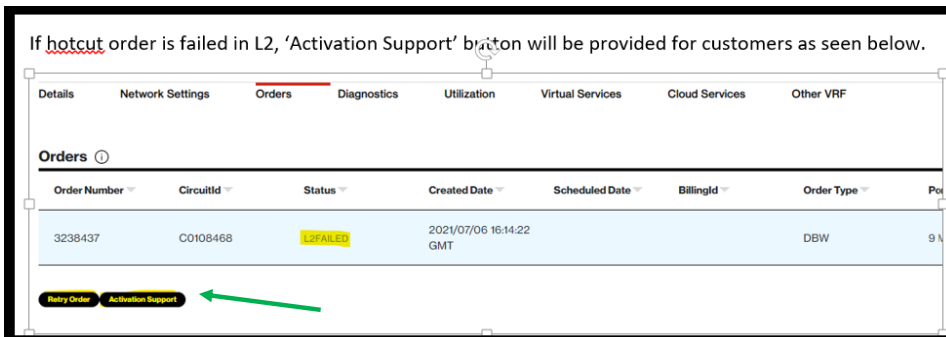 If hotcut order is failed in L2, ‘Activation Support’ button will be provided for customers as seen below.
Details Network Settings Orders Diagnostics Utilization Virtual Services Cloud Services Other VRF
Orders
Order Number CircuitId Status Created Date Scheduled Date BillingId Order Type
3238437 C0108468 L2FAILED 2021/07/06 16:14:22 DBW 9
GMT
Retry Order Activation Support